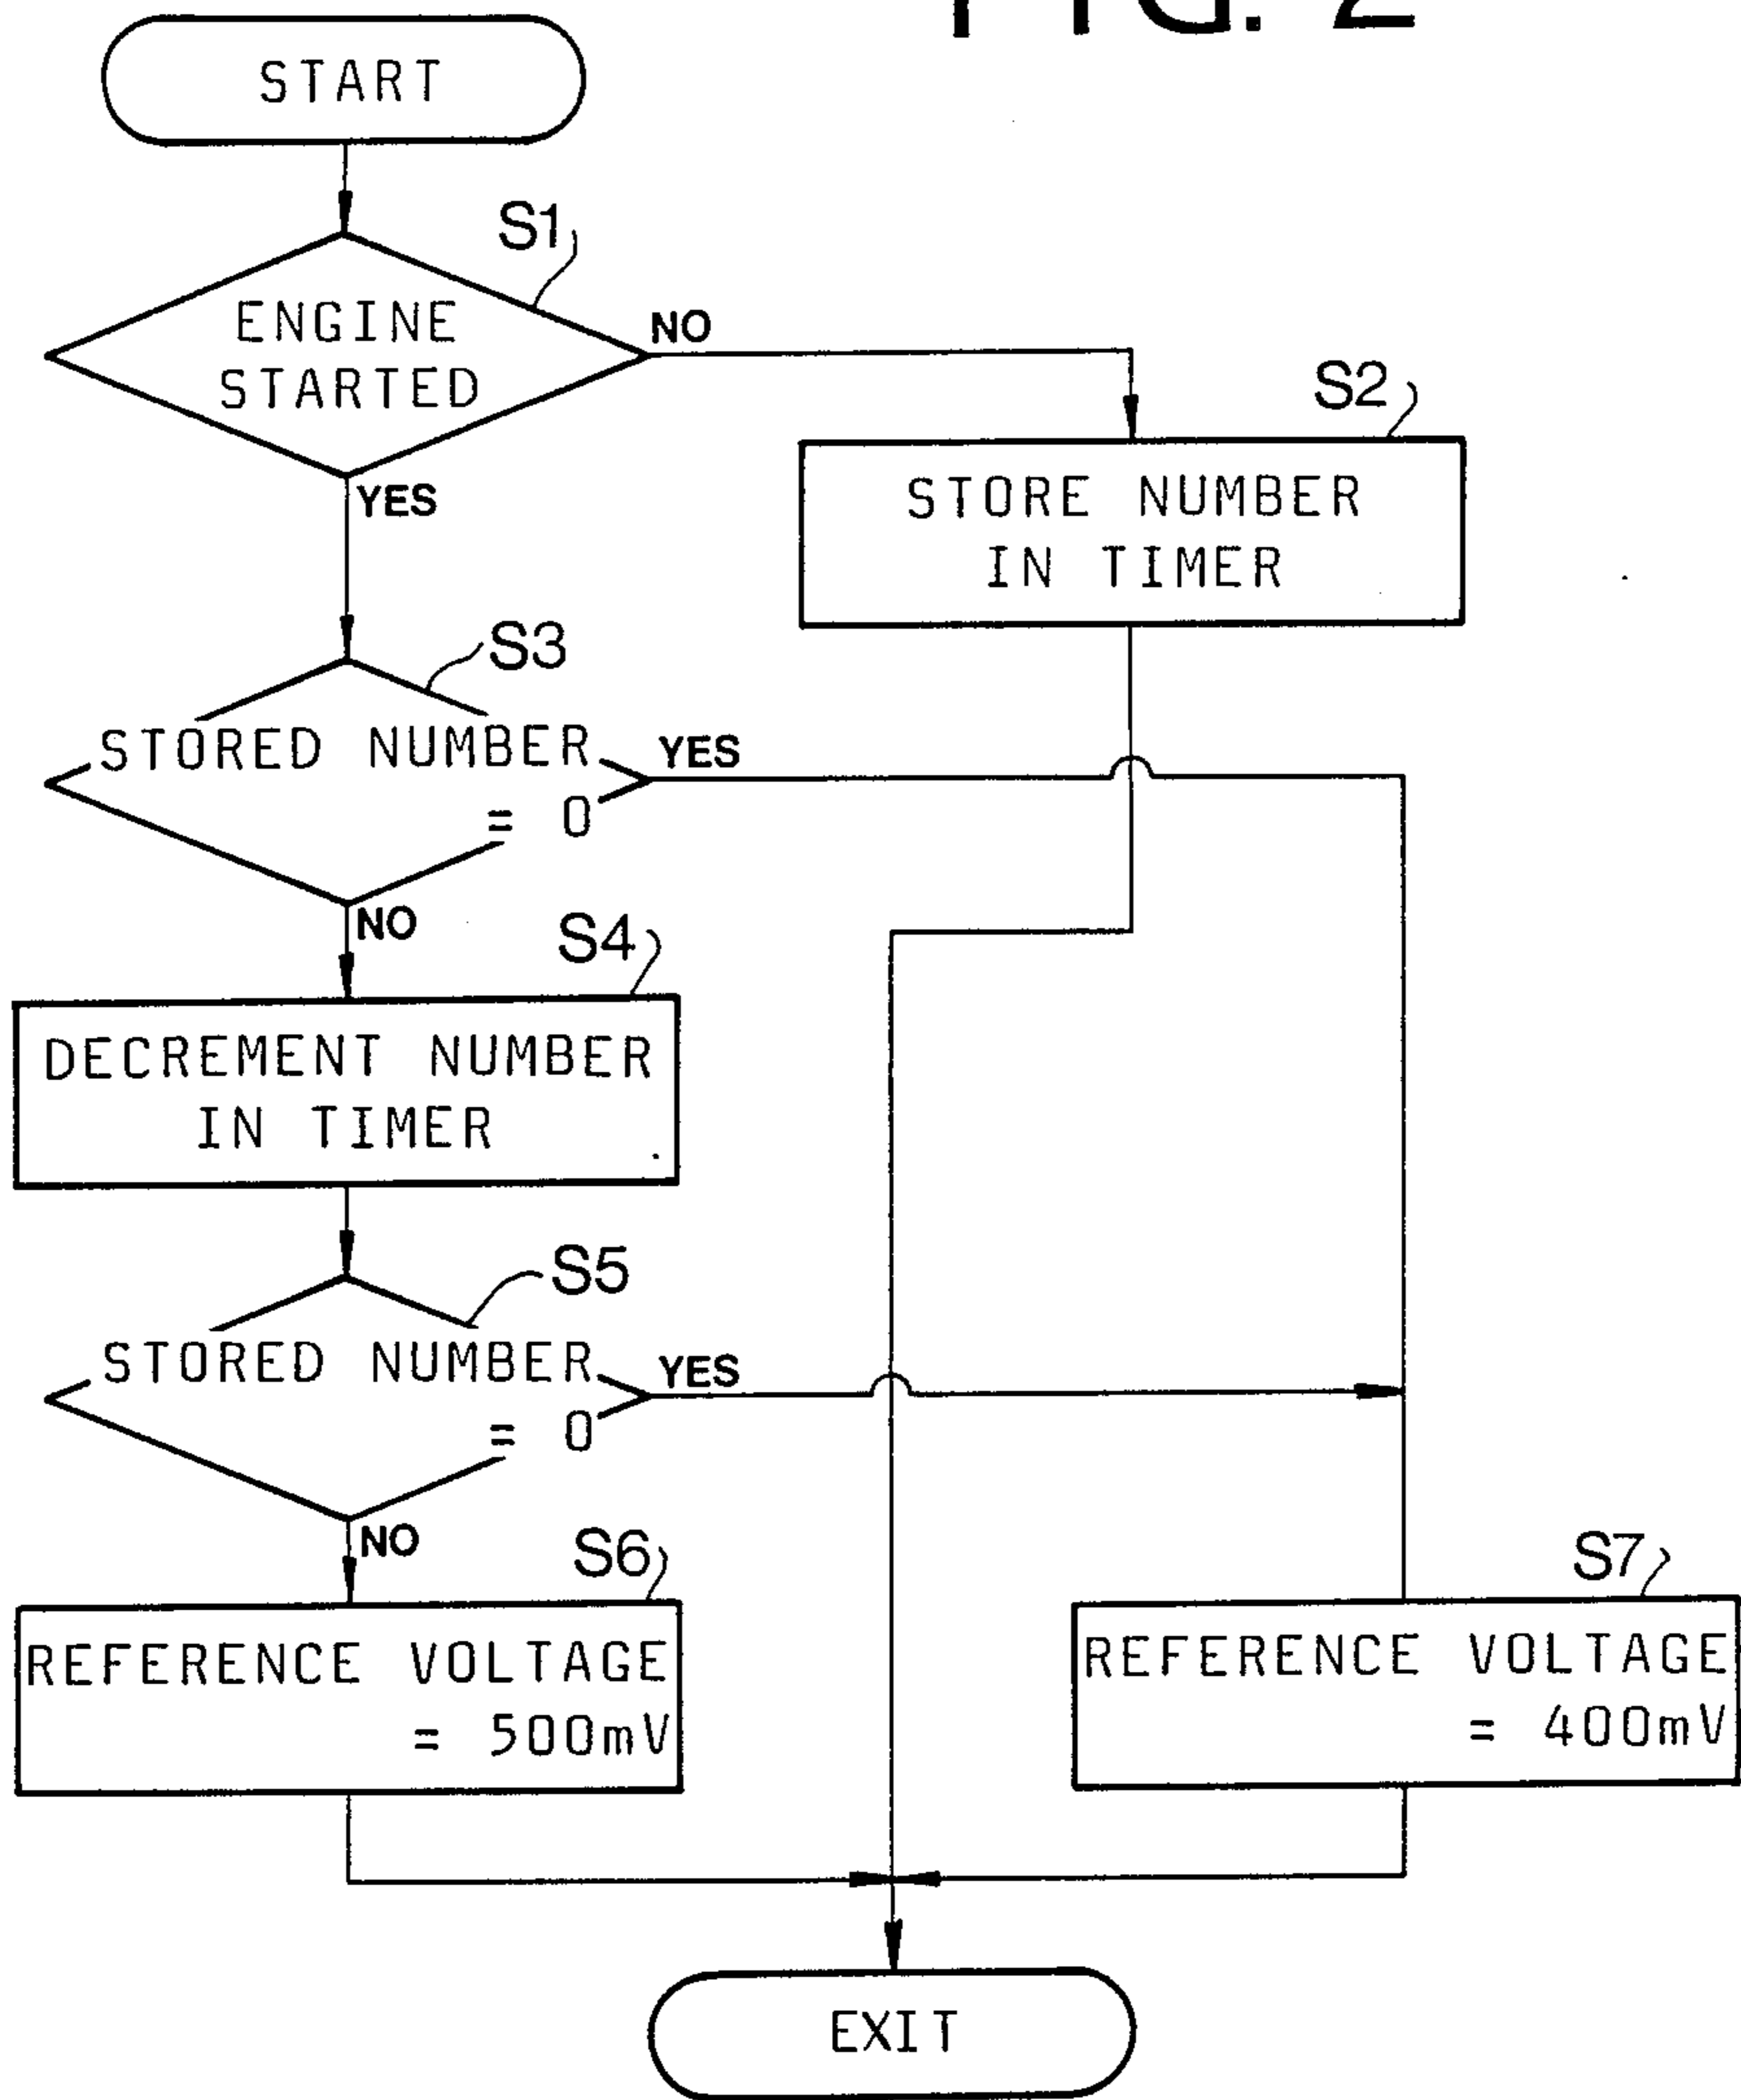 FIG. 2
START
S1
ENGINE
STARTED
NO
YES
S2
STORE NUMBER
IN TIMER
S3
STORED NUMBER
= 0
YES
NO
S4
DECREMENT NUMBER
IN TIMER
S5
STORED NUMBER
= 0
YES
NO
S6
REFERENCE VOLTAGE
= 500mV
S7
REFERENCE VOLTAGE
= 400mV
EXIT